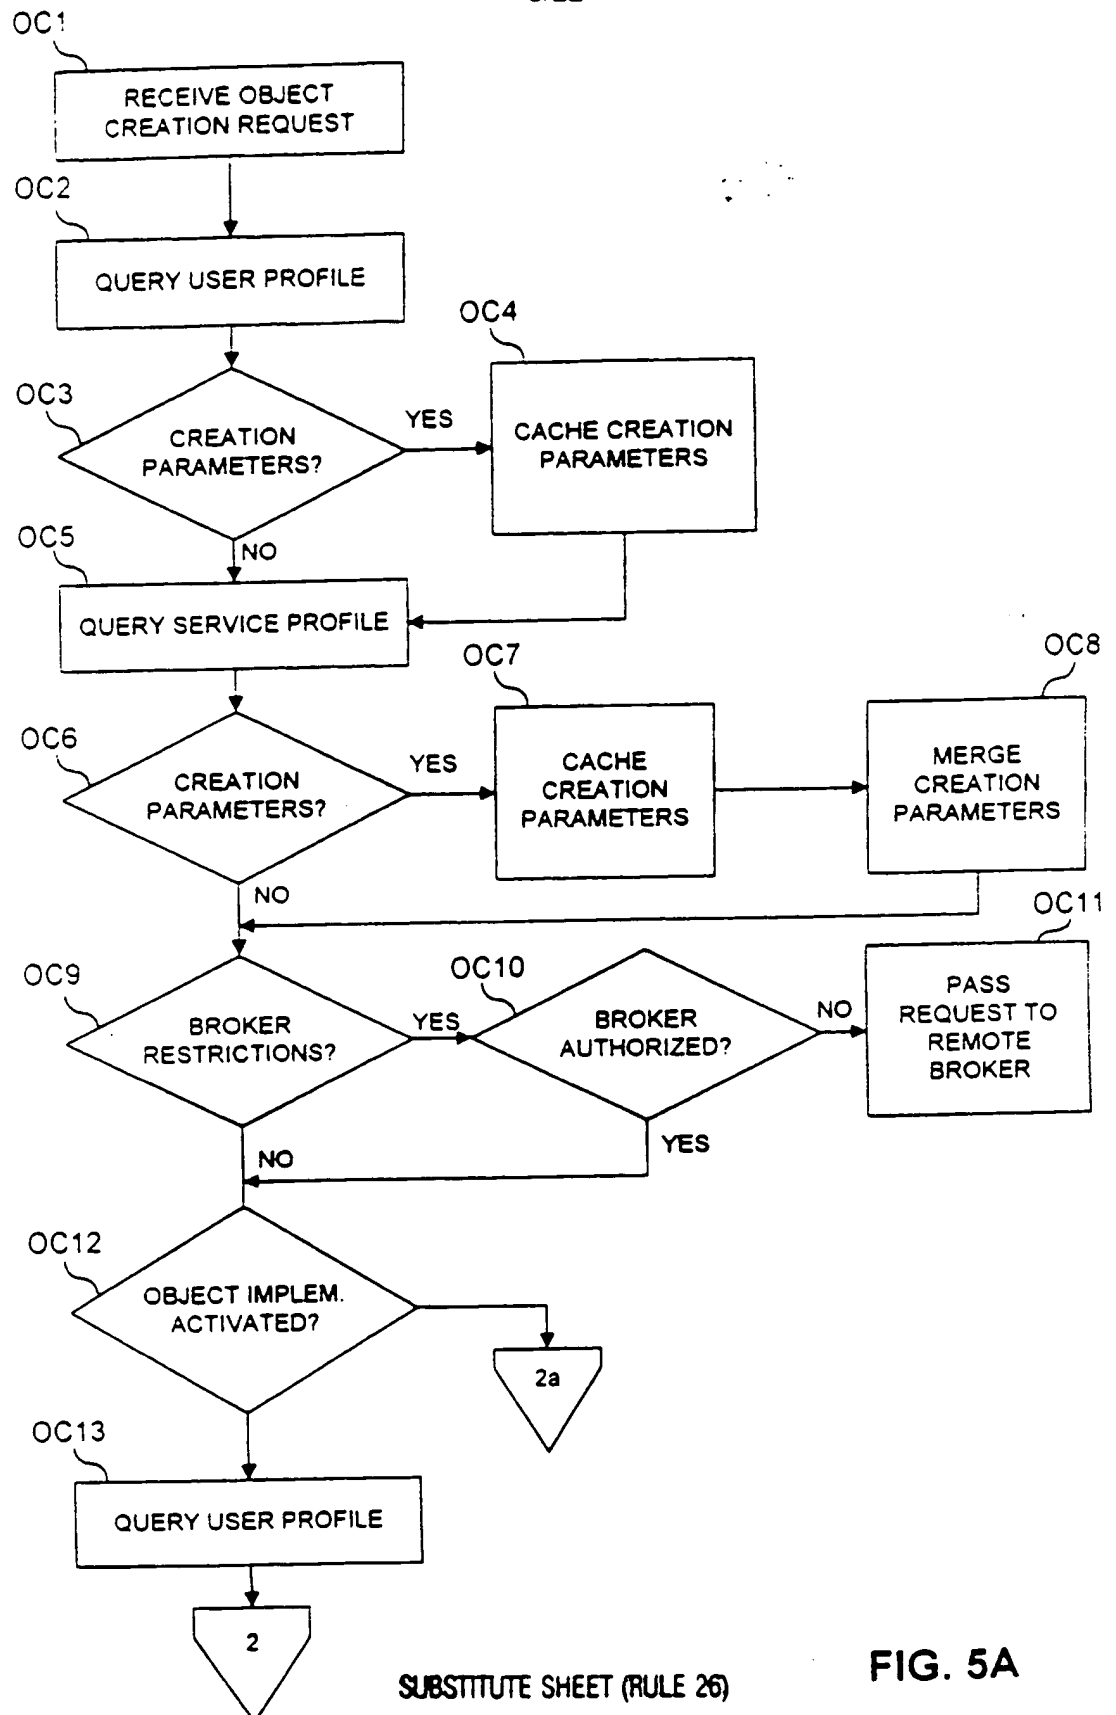 OC1
RECEIVE OBJECT
CREATION REQUEST
OC2
QUERY USER PROFILE
OC4
OC3
CREATION
PARAMETERS?
YES
CACHE CREATION
PARAMETERS
OC5
NO
QUERY SERVICE PROFILE
OC7
OC8
OC6
CREATION
PARAMETERS?
YES
CACHE
CREATION
PARAMETERS
MERGE
CREATION
PARAMETERS
NO
OC11
OC9
BROKER
RESTRICTIONS?
YES
OC10
BROKER
AUTHORIZED?
NO
PASS
REQUEST TO
REMOTE
BROKER
NO
YES
OC12
OBJECT IMPLEM.
ACTIVATED?
2a
OC13
QUERY USER PROFILE
2
SUBSTITUTE SHEET (RULE 26)
FIG. 5A